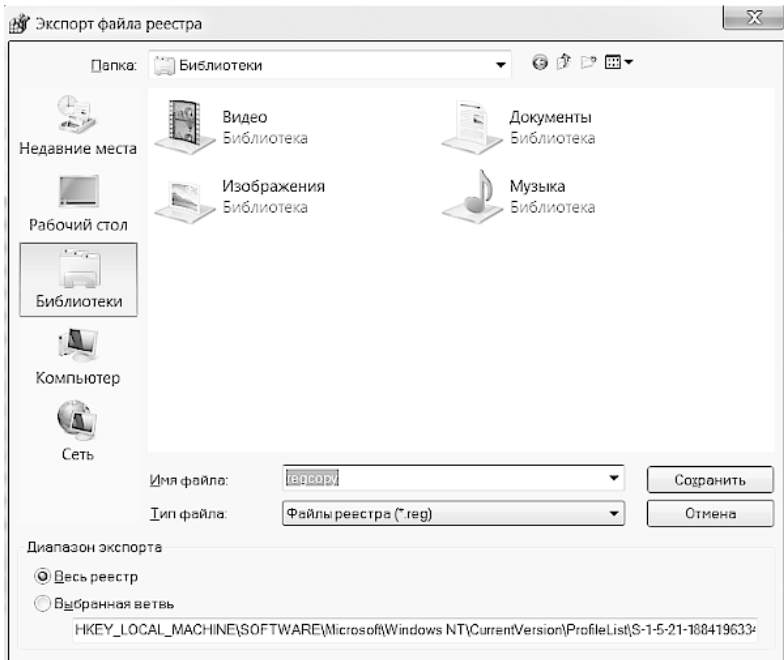 Экспорт файла реестра
Папка: Библиотеки
Недавние места
Рабочий стол
Библиотеки
Компьютер
Сеть
Видео
Библиотека
Документы
Библиотека
Изображения
Библиотека
Музыка
Библиотека
Имя файла: regcopy Сохранить
Тип файла: Файлы реестра (*.reg) Отмена
Диапазон экспорта
Весь реестр
Выбранная ветвь
HKEY_LOCAL_MACHINE\SOFTWARE\Microsoft\Windows NT\CurrentVersion\ProfileList\S-1-5-21-1884196334